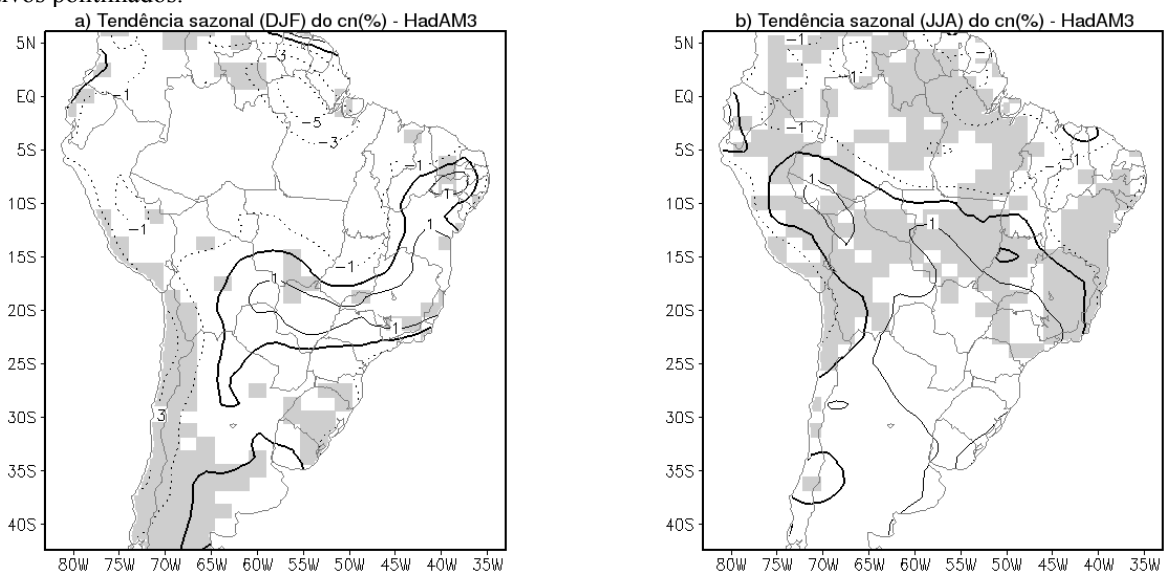 pontilhados.
a) Tendência sazonal (DJF) do cn(%) - HadAM3
5N
EQ
5S
10S
15S
20S
25S
30S
35S
40S
80W 75W 70W 65W 60W 55W 50W 45W 40W 35W
-3
-1
-5
-3
-1
1
-1
1
-1
1
1
3
b) Tendência sazonal (JJA) do cn(%) - HadAM3
5N
EQ
5S
10S
15S
20S
25S
30S
35S
40S
80W 75W 70W 65W 60W 55W 50W 45W 40W 35W
-1
-1
-1
-1
1
1